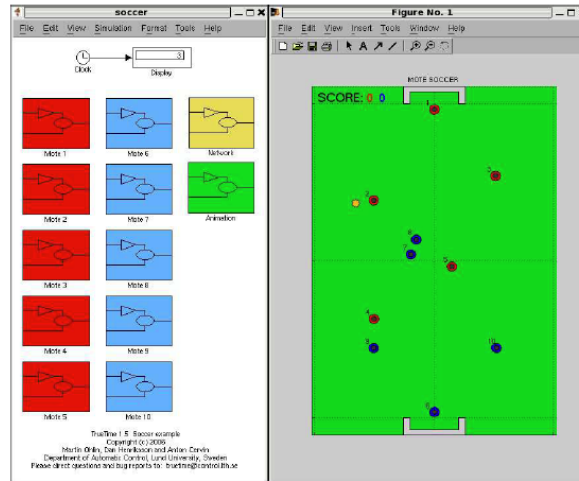 soccer
File Edit View Simulation Format Tools Help
Clock
3
Display
Mote 1
Mote 6
Network
Mote 2
Mote 7
Animation
Mote 3
Mote 8
Mote 4
Mote 9
Mote 5
Mote 10
TrueTime 1.5 Soccer example
Copyright (c) 2006
Martin Ohlin, Dan Henriksson and Anton Cervin
Department of Automatic Control, Lund University, Sweden
Please direct questions and bug reports to: truetime@control.lth.se
Figure No. 1
File Edit View Insert Tools Window Help
MOTE SOCCER
SCORE: 0 0
1
3
2
7
5
4
9
10